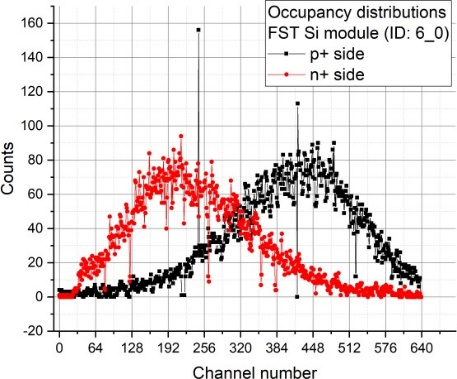 Occupancy distributions
FST Si module (ID: 6_0)
p+ side
n+ side
160
140
120
100
80
60
40
20
0
-20
Counts
0 64 128 192 256 320 384 448 512 576 640
Channel number